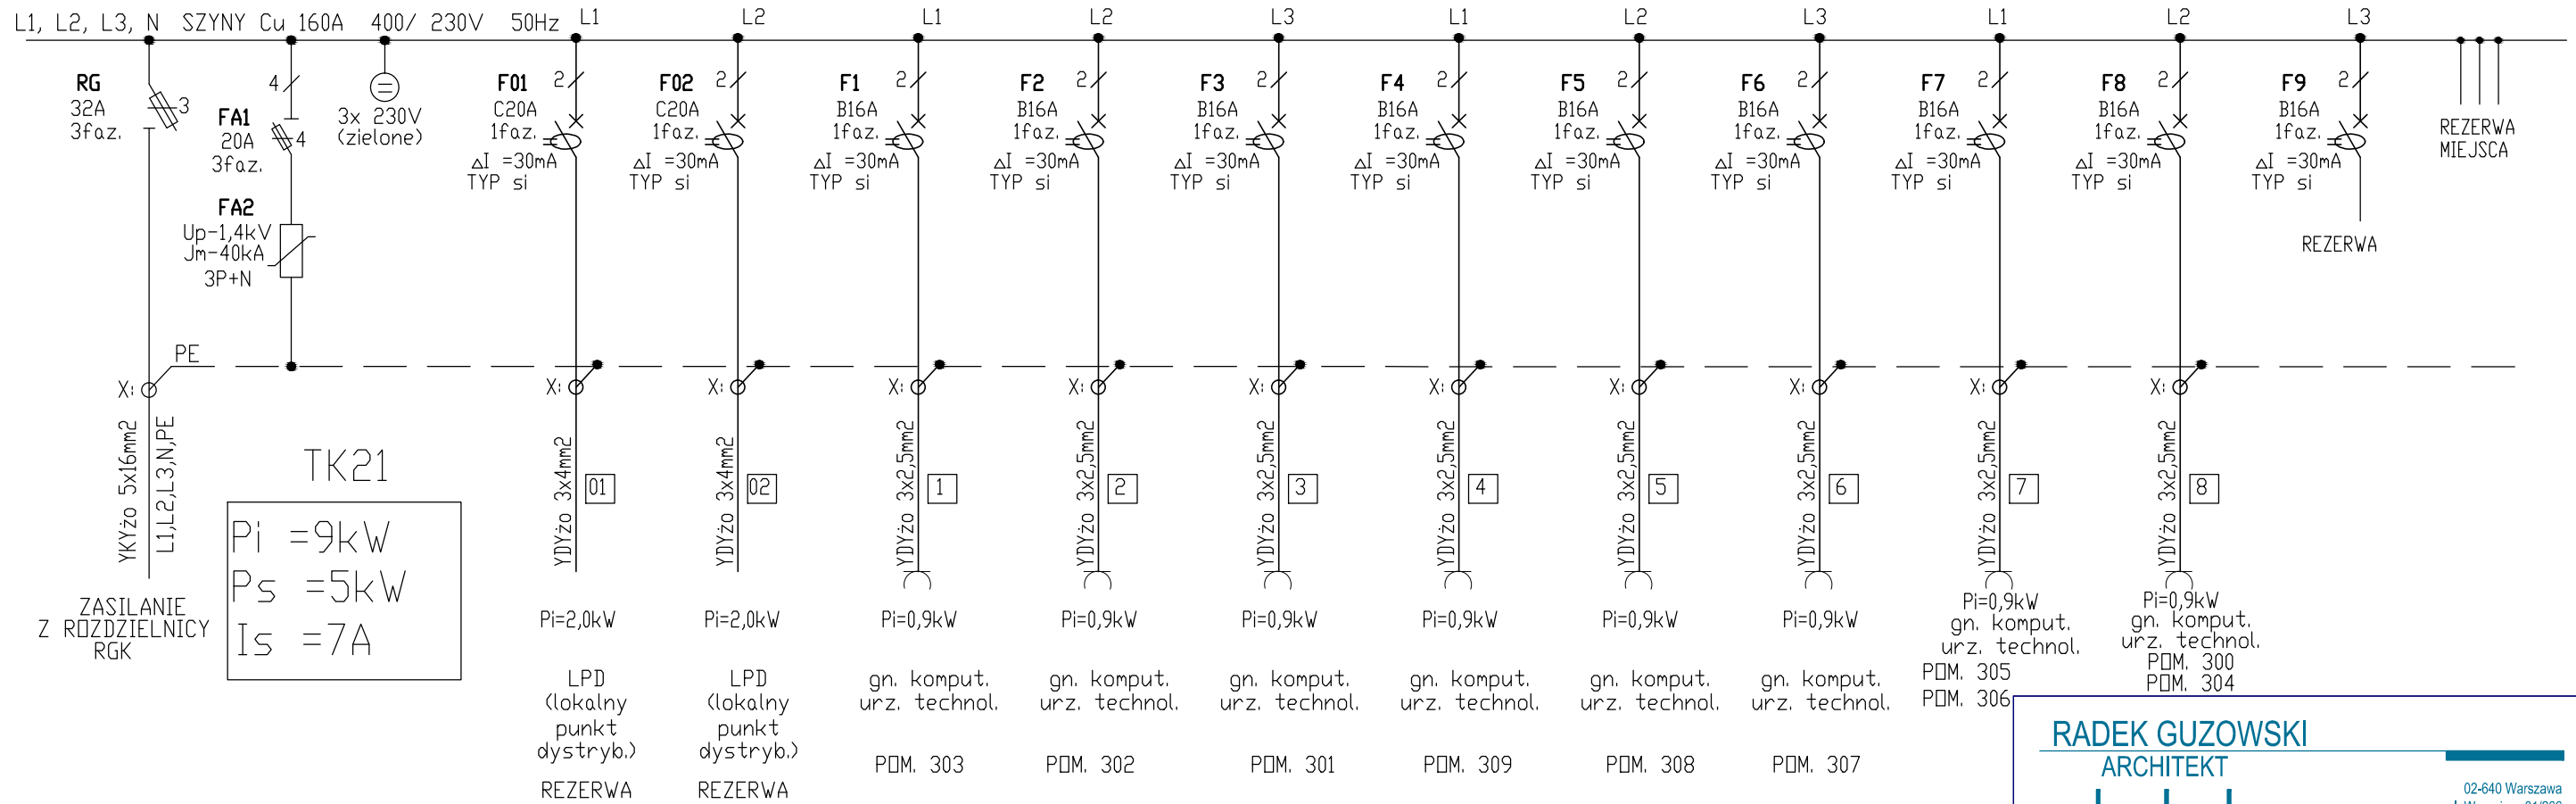 L1, L2, L3, N SZYNY Cu 160A 400/ 230V 50Hz
L1
L2
L1
L2
L3
L1
L2
L3
L1
L2
L3
RG
32A
3faz.
3
4
FA1
20A
3faz.
4
FA2
Up-1,4kV
Jm-40kA
3P+N
3x 230V
(zielone)
F01
C20A
1faz.
2
ΔI =30mA
TYP si
F02
C20A
1faz.
2
ΔI =30mA
TYP si
F1
B16A
1faz.
2
ΔI =30mA
TYP si
F2
B16A
1faz.
2
ΔI =30mA
TYP si
F3
B16A
1faz.
2
ΔI =30mA
TYP si
F4
B16A
1faz.
2
ΔI =30mA
TYP si
F5
B16A
1faz.
2
ΔI =30mA
TYP si
F6
B16A
1faz.
2
ΔI =30mA
TYP si
F7
B16A
1faz.
2
ΔI =30mA
TYP si
F8
B16A
1faz.
2
ΔI =30mA
TYP si
F9
B16A
1faz.
2
ΔI =30mA
TYP si
REZERWA
REZERWA
MIEJSCA
PE
X:
X:
X:
X:
X:
X:
X:
X:
X:
X:
X:
YKYżo 5x16mm2
L1,L2,L3,N,PE
ZASILANIE
Z ROZDZIELNICY
RGK
TK21
Pi =9kW
Ps =5kW
Is =7A
YDYżo 3x4mm2
01
Pi=2,0kW
LPD
(lokalny
punkt
dystryb.)
REZERWA
YDYżo 3x4mm2
02
Pi=2,0kW
LPD
(lokalny
punkt
dystryb.)
REZERWA
YDYżo 3x2,5mm2
1
Pi=0,9kW
gn. komput.
urz. technol.
POM. 303
YDYżo 3x2,5mm2
2
Pi=0,9kW
gn. komput.
urz. technol.
POM. 302
YDYżo 3x2,5mm2
3
Pi=0,9kW
gn. komput.
urz. technol.
POM. 301
YDYżo 3x2,5mm2
4
Pi=0,9kW
gn. komput.
urz. technol.
POM. 309
YDYżo 3x2,5mm2
5
Pi=0,9kW
gn. komput.
urz. technol.
POM. 308
YDYżo 3x2,5mm2
6
Pi=0,9kW
gn. komput.
urz. technol.
POM. 307
YDYżo 3x2,5mm2
7
Pi=0,9kW
gn. komput.
urz. technol.
POM. 305
POM. 306
YDYżo 3x2,5mm2
8
Pi=0,9kW
gn. komput.
urz. technol.
POM. 300
POM. 304
RADEK GUZOWSKI
ARCHITEKT
02-640 Warszawa